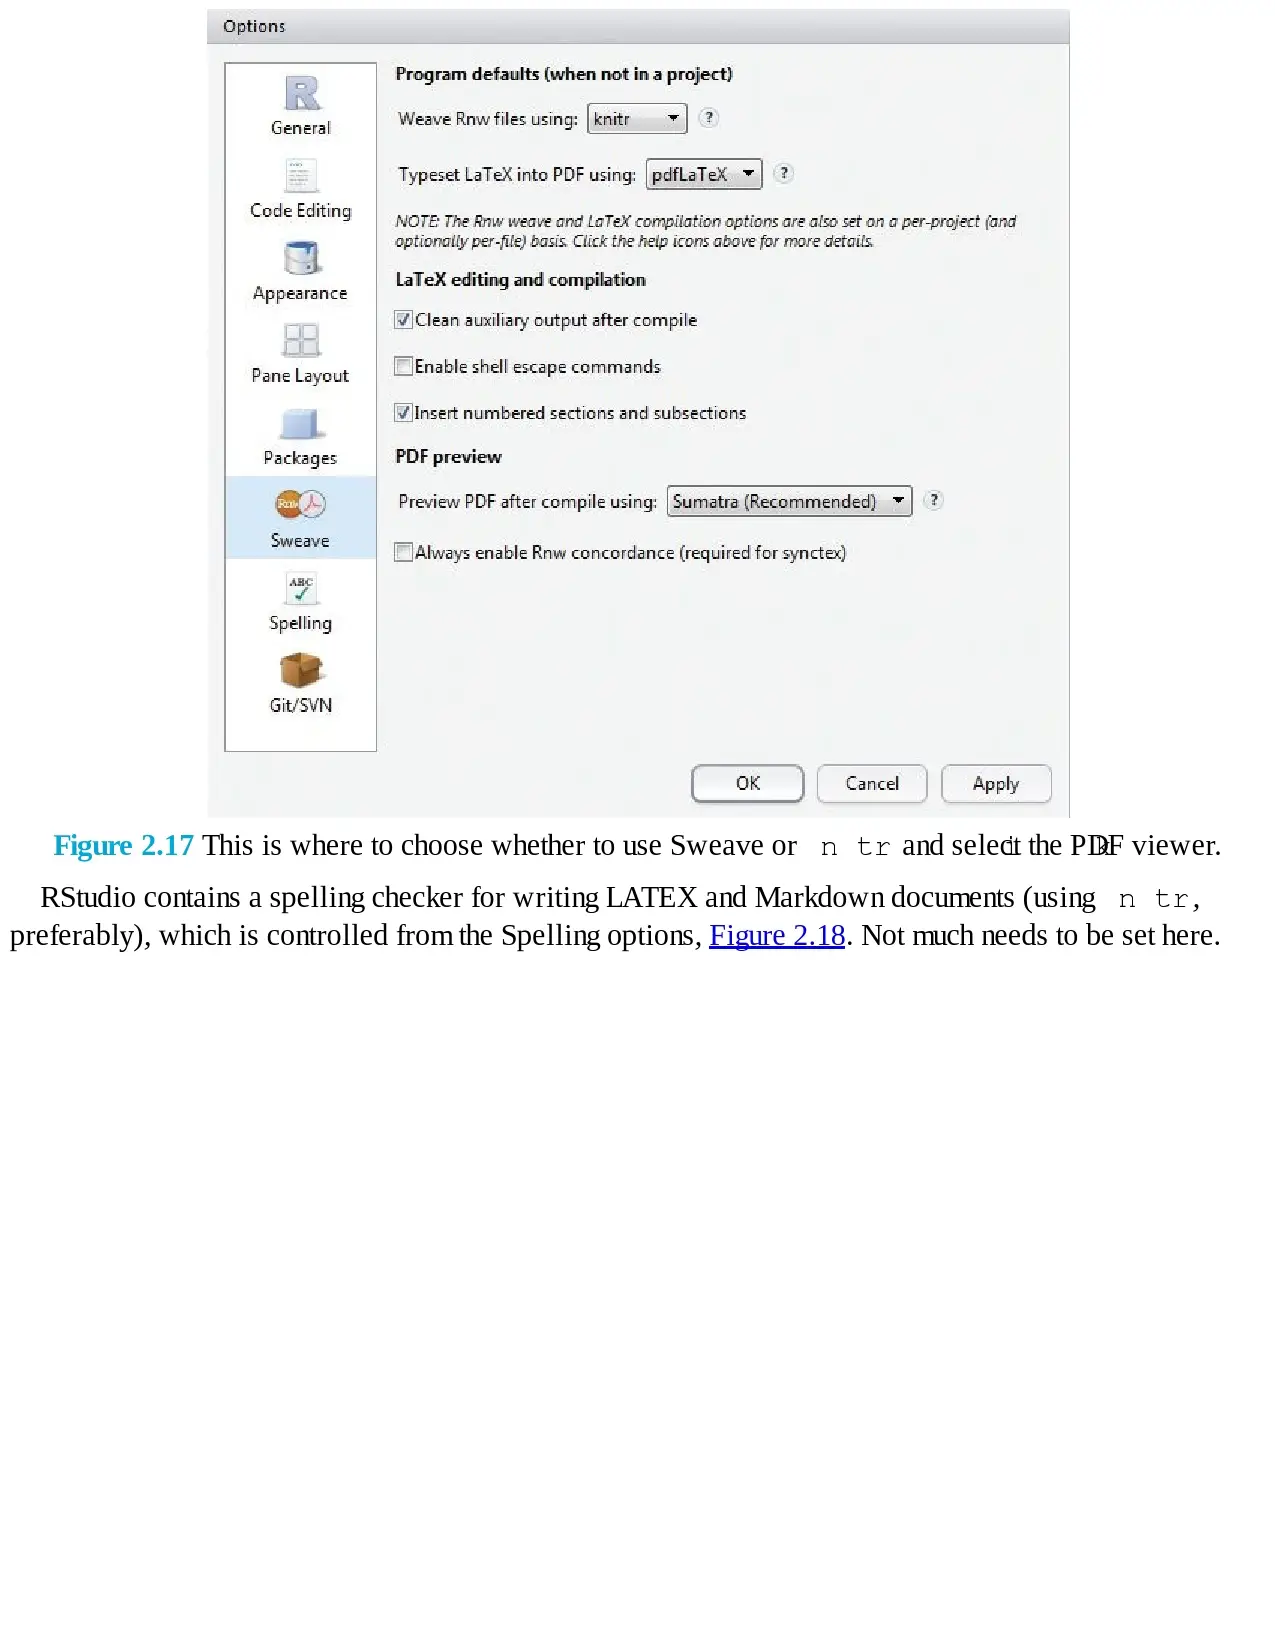 Options
General
Code Editing
Appearance
Pane Layout
Packages
Rnw
Sweave
ABC
Spelling
Git/SVN
Program defaults (when not in a project)
Weave Rnw files using: knitr ?
Typeset LaTeX into PDF using: pdfLaTeX ?
NOTE: The Rnw weave and LaTeX compilation options are also set on a per-project (and
optionally per-file) basis. Click the help icons above for more details.
LaTeX editing and compilation
Clean auxiliary output after compile
Enable shell escape commands
Insert numbered sections and subsections
PDF preview
Preview PDF after compile using: Sumatra (Recommended) ?
Always enable Rnw concordance (required for synctex)
OK Cancel Apply
Figure 2.17 This is where to choose whether to use Sweave or n tr and select the PDF viewer.
RStudio contains a spelling checker for writing LATEX and Markdown documents (using n tr,
preferably), which is controlled from the Spelling options, Figure 2.18. Not much needs to be set here.